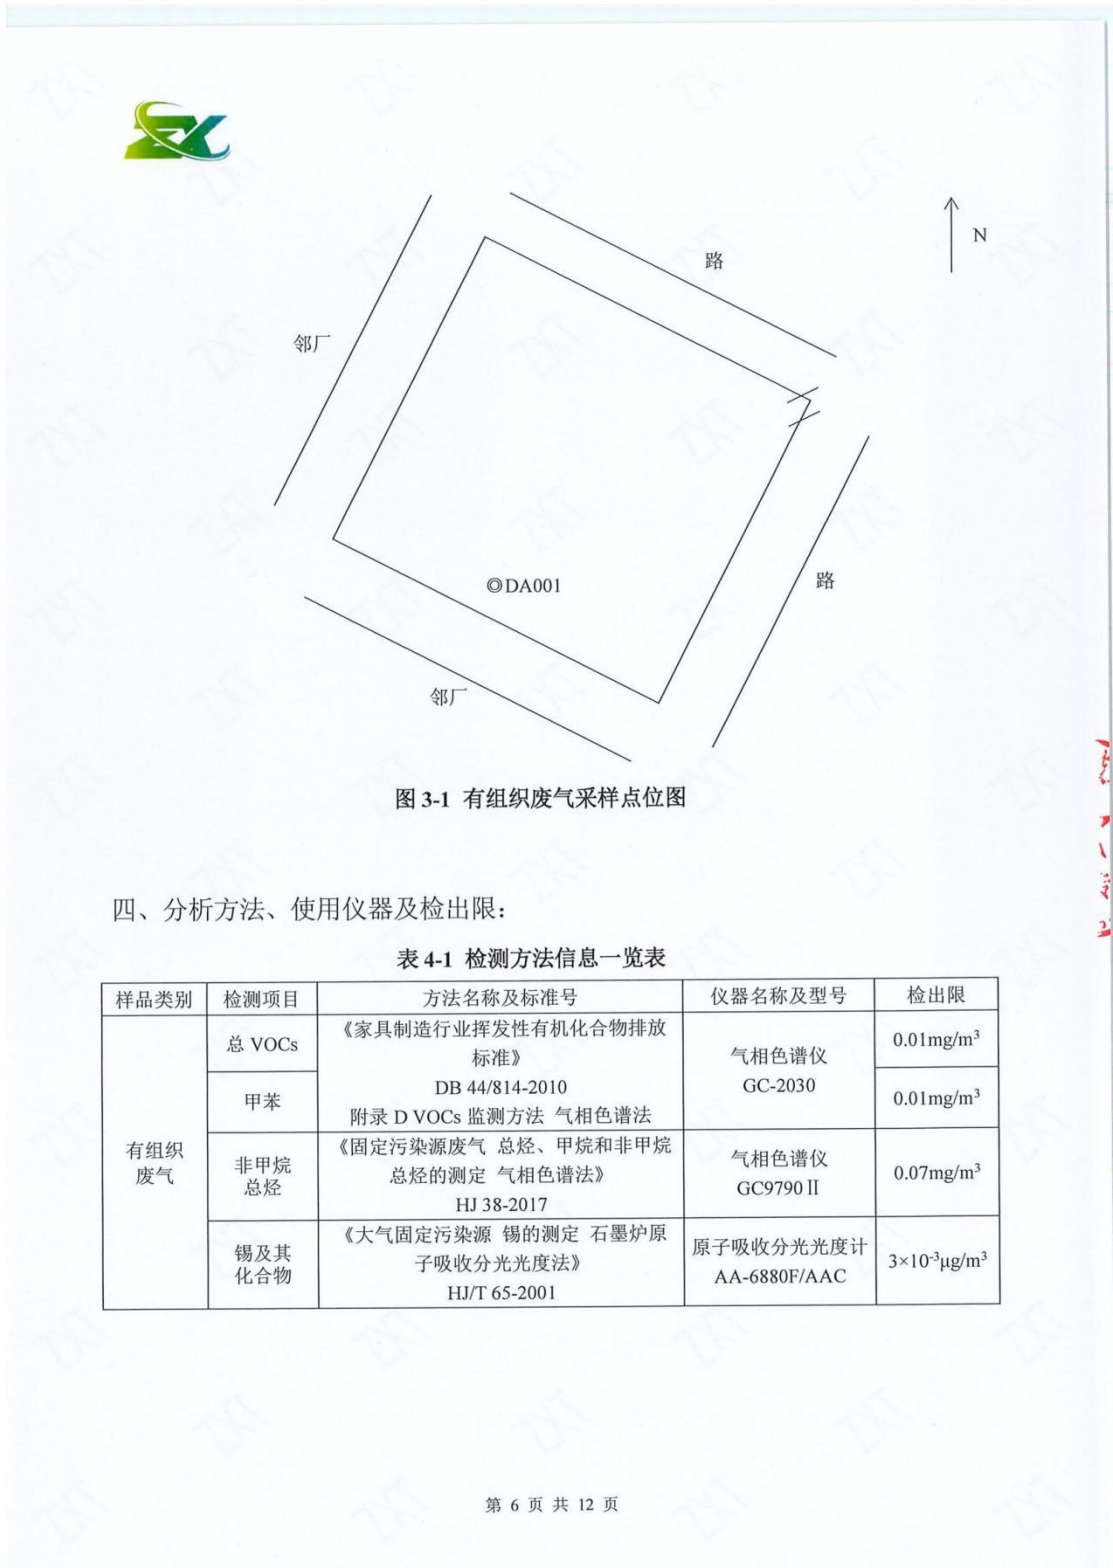 路
N
邻厂
◎DA001
路
邻厂
图 3-1 有组织废气采样点位图
四、分析方法、使用仪器及检出限：
表 4-1 检测方法信息一览表
样品类别 检测项目 方法名称及标准号 仪器名称及型号 检出限
有组织
废气
总 VOCs
甲苯
《家具制造行业挥发性有机化合物排放
标准》
DB 44/814-2010
附录 D VOCs 监测方法 气相色谱法
气相色谱仪
GC-2030
0.01mg/m³
0.01mg/m³
非甲烷
总烃
《固定污染源废气 总烃、甲烷和非甲烷
总烃的测定 气相色谱法》
HJ 38-2017
气相色谱仪
GC9790Ⅱ
0.07mg/m³
锡及其
化合物
《大气固定污染源 锡的测定 石墨炉原
子吸收分光光度法》
HJ/T 65-2001
原子吸收分光光度计
AA-6880F/AAC
3×10⁻³μg/m³
第 6 页 共 12 页